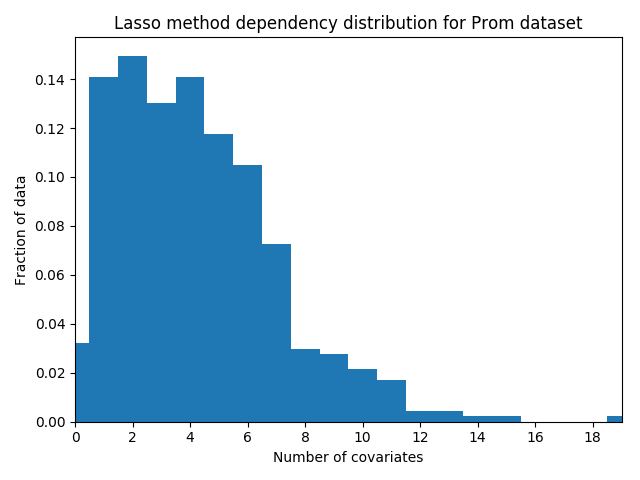 Lasso method dependency distribution for Prom dataset
0.14
0.12
0.10
0.08
0.06
0.04
0.02
0.00
Fraction of data
0 2 4 6 8 10 12 14 16 18
Number of covariates